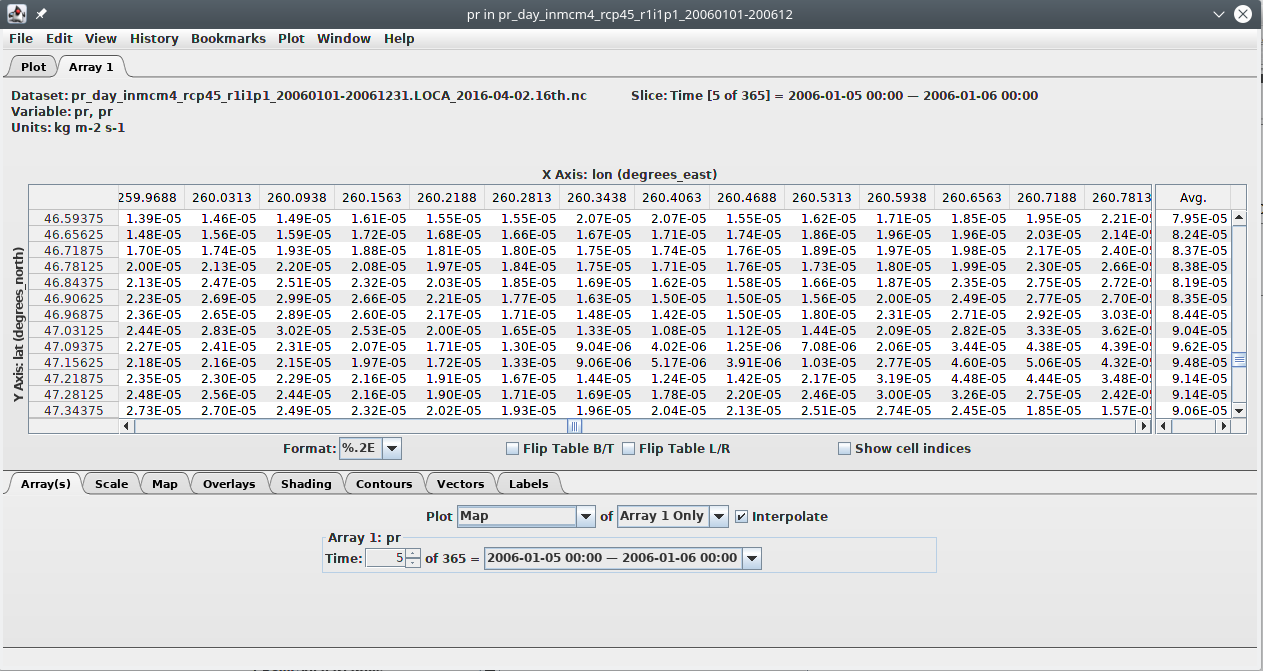 pr in pr_day_inmcm4_rcp45_r1i1p1_20060101-200612
File Edit View History Bookmarks Plot Window Help
Plot Array 1
Dataset: pr_day_inmcm4_rcp45_r1i1p1_20060101-20061231.LOCA_2016-04-02.16th.nc Slice: Time [5 of 365] = 2006-01-05 00:00 — 2006-01-06 00:00
Variable: pr, pr
Units: kg m-2 s-1
X Axis: lon (degrees_east)
Y Axis: lat (degrees_north)
259.9688 260.0313 260.0938 260.1563 260.2188 260.2813 260.3438 260.4063 260.4688 260.5313 260.5938 260.6563 260.7188 260.7813 Avg.
46.59375 1.39E-05 1.46E-05 1.49E-05 1.61E-05 1.55E-05 1.55E-05 2.07E-05 2.07E-05 1.55E-05 1.62E-05 1.71E-05 1.85E-05 1.95E-05 2.21E-05 7.95E-05
46.65625 1.48E-05 1.56E-05 1.59E-05 1.72E-05 1.68E-05 1.66E-05 1.67E-05 1.71E-05 1.74E-05 1.86E-05 1.96E-05 1.96E-05 2.03E-05 2.14E-05 8.24E-05
46.71875 1.70E-05 1.74E-05 1.93E-05 1.88E-05 1.81E-05 1.80E-05 1.75E-05 1.74E-05 1.76E-05 1.89E-05 1.97E-05 1.98E-05 2.17E-05 2.40E-05 8.37E-05
46.78125 2.00E-05 2.13E-05 2.20E-05 2.08E-05 1.97E-05 1.84E-05 1.75E-05 1.71E-05 1.76E-05 1.73E-05 1.80E-05 1.99E-05 2.30E-05 2.66E-05 8.38E-05
46.84375 2.13E-05 2.47E-05 2.51E-05 2.32E-05 2.03E-05 1.85E-05 1.69E-05 1.62E-05 1.58E-05 1.66E-05 1.87E-05 2.35E-05 2.75E-05 2.72E-05 8.19E-05
46.90625 2.23E-05 2.69E-05 2.99E-05 2.66E-05 2.21E-05 1.77E-05 1.63E-05 1.50E-05 1.50E-05 1.56E-05 2.00E-05 2.49E-05 2.77E-05 2.70E-05 8.35E-05
46.96875 2.36E-05 2.65E-05 2.89E-05 2.60E-05 2.17E-05 1.71E-05 1.48E-05 1.42E-05 1.50E-05 1.80E-05 2.31E-05 2.71E-05 2.92E-05 3.03E-05 8.44E-05
47.03125 2.44E-05 2.83E-05 3.02E-05 2.53E-05 2.00E-05 1.65E-05 1.33E-05 1.08E-05 1.12E-05 1.44E-05 2.09E-05 2.82E-05 3.33E-05 3.62E-05 9.04E-05
47.09375 2.27E-05 2.41E-05 2.31E-05 2.07E-05 1.71E-05 1.30E-05 9.04E-06 4.02E-06 1.25E-06 7.08E-06 2.06E-05 3.44E-05 4.38E-05 4.39E-05 9.62E-05
47.15625 2.18E-05 2.16E-05 2.15E-05 1.97E-05 1.72E-05 1.33E-05 9.06E-06 5.17E-06 3.91E-06 1.03E-05 2.77E-05 4.60E-05 5.06E-05 4.32E-05 9.48E-05
47.21875 2.35E-05 2.30E-05 2.29E-05 2.16E-05 1.91E-05 1.67E-05 1.44E-05 1.24E-05 1.42E-05 2.17E-05 3.19E-05 4.48E-05 4.44E-05 3.48E-05 9.14E-05
47.28125 2.48E-05 2.56E-05 2.44E-05 2.16E-05 1.90E-05 1.71E-05 1.69E-05 1.78E-05 2.20E-05 2.46E-05 3.00E-05 3.26E-05 2.75E-05 2.42E-05 9.14E-05
47.34375 2.73E-05 2.70E-05 2.49E-05 2.32E-05 2.02E-05 1.93E-05 1.96E-05 2.04E-05 2.13E-05 2.51E-05 2.74E-05 2.45E-05 1.85E-05 1.57E-05 9.06E-05
Format: %.2E Flip Table B/T Flip Table L/R Show cell indices
Array(s) Scale Map Overlays Shading Contours Vectors Labels
Plot Map of Array 1 Only Interpolate
Array 1: pr
Time: 5 of 365 = 2006-01-05 00:00 — 2006-01-06 00:00